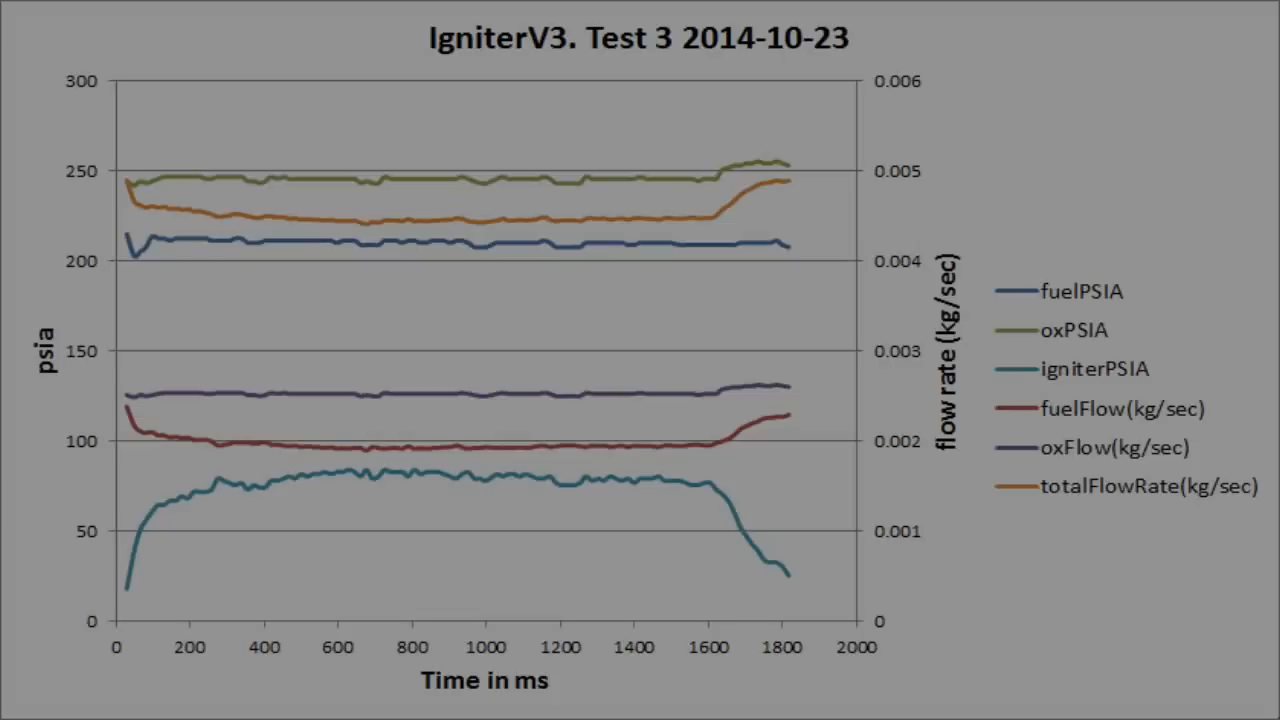 IgniterV3. Test 3 2014-10-23
300
250
200
150
100
50
0
psia
0.006
0.005
0.004
0.003
0.002
0.001
0
flow rate (kg/sec)
0 200 400 600 800 1000 1200 1400 1600 1800 2000
Time in ms
fuelPSIA
oxPSIA
igniterPSIA
fuelFlow(kg/sec)
oxFlow(kg/sec)
totalFlowRate(kg/sec)